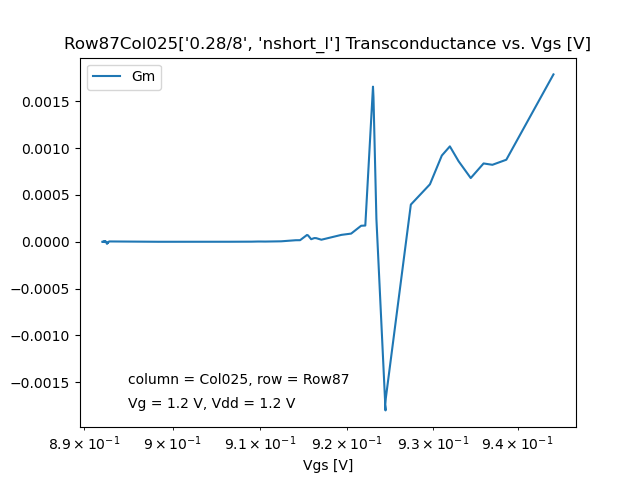 Row87Col025['0.28/8', 'nshort_l'] Transconductance vs. Vgs [V]
Gm
0.0015
0.0010
0.0005
0.0000
−0.0005
−0.0010
−0.0015
column = Col025, row = Row87
Vg = 1.2 V, Vdd = 1.2 V
8.9 × 10⁻¹ 9 × 10⁻¹ 9.1 × 10⁻¹ 9.2 × 10⁻¹ 9.3 × 10⁻¹ 9.4 × 10⁻¹
Vgs [V]